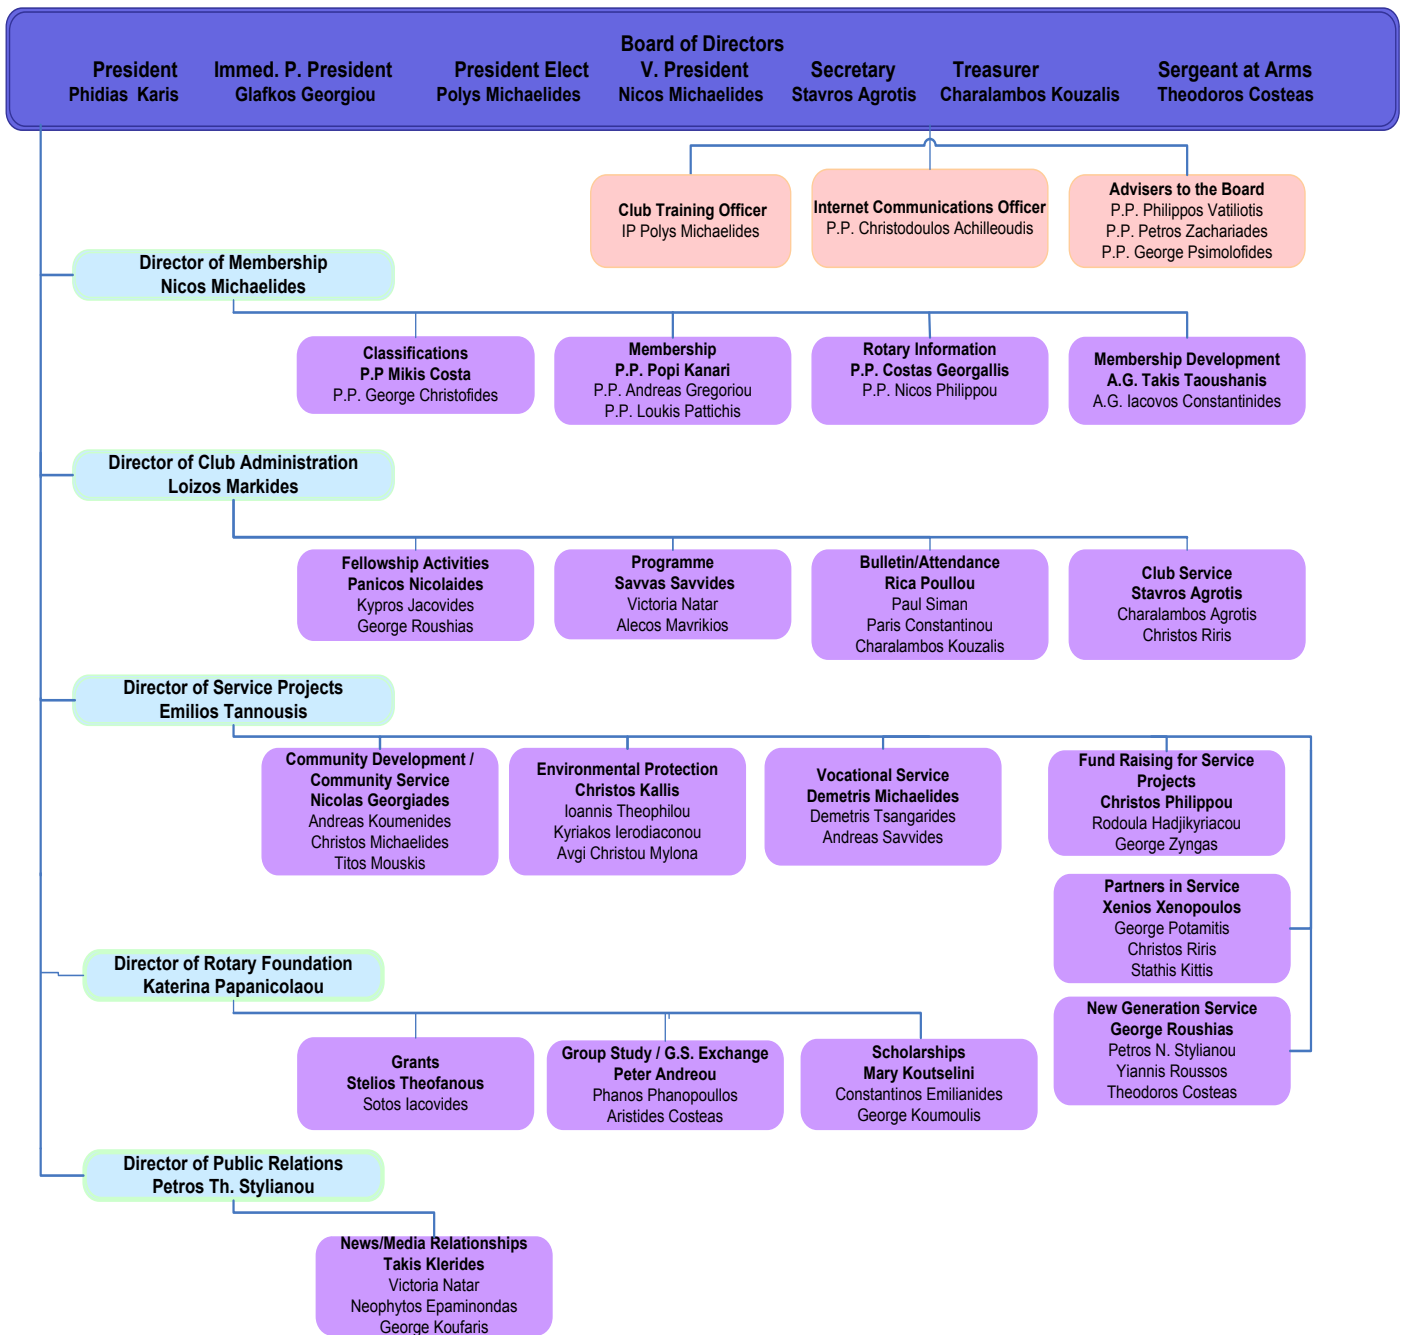 Board of Directors
President
Immed. P. President
President Elect
V. President
Secretary
Treasurer
Sergeant at Arms
Phidias Karis
Glafkos Georgiou
Polys Michaelides
Nicos Michaelides
Stavros Agrotis
Charalambos Kouzalis
Theodoros Costeas
Club Training Officer
IP Polys Michaelides
Internet Communications Officer
P.P. Christodoulos Achilleoudis
Advisers to the Board
P.P. Philippos Vatiliotis
P.P. Petros Zachariades
P.P. George Psimolofides
Director of Membership
Nicos Michaelides
Classifications
P.P Mikis Costa
P.P. George Christofides
Membership
P.P. Popi Kanari
P.P. Andreas Gregoriou
P.P. Loukis Pattichis
Rotary Information
P.P. Costas Georgallis
P.P. Nicos Philippou
Membership Development
A.G. Takis Taoushanis
A.G. Iacovos Constantinides
Director of Club Administration
Loizos Markides
Fellowship Activities
Panicos Nicolaides
Kypros Jacovides
George Roushias
Programme
Savvas Savvides
Victoria Natar
Alecos Mavrikios
Bulletin/Attendance
Rica Poullou
Paul Siman
Paris Constantinou
Charalambos Kouzalis
Club Service
Stavros Agrotis
Charalambos Agrotis
Christos Riris
Director of Service Projects
Emilios Tannousis
Community Development /
Community Service
Nicolas Georgiades
Andreas Koumenides
Christos Michaelides
Titos Mouskis
Environmental Protection
Christos Kallis
Ioannis Theophilou
Kyriakos Ierodiaconou
Avgi Christou Mylona
Vocational Service
Demetris Michaelides
Demetris Tsangarides
Andreas Savvides
Fund Raising for Service
Projects
Christos Philippou
Rodoula Hadjikyriacou
George Zyngas
Partners in Service
Xenios Xenopoulos
George Potamitis
Christos Riris
Stathis Kittis
New Generation Service
George Roushias
Petros N. Stylianou
Yiannis Roussos
Theodoros Costeas
Director of Rotary Foundation
Katerina Papanicolaou
Grants
Stelios Theofanous
Sotos Iacovides
Group Study / G.S. Exchange
Peter Andreou
Phanos Phanopoullos
Aristides Costeas
Scholarships
Mary Koutselini
Constantinos Emilianides
George Koumoulis
Director of Public Relations
Petros Th. Stylianou
News/Media Relationships
Takis Klerides
Victoria Natar
Neophytos Epaminondas
George Koufaris